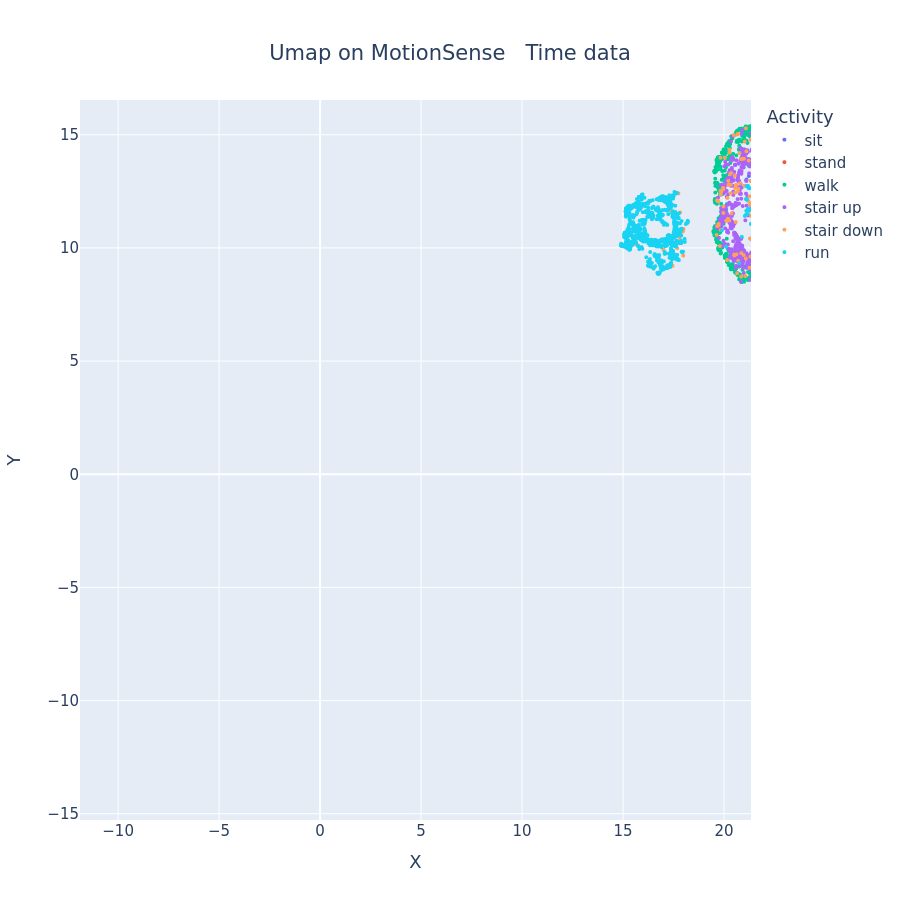 Umap on MotionSense   Time data
Activity
sit
stand
walk
stair up
stair down
run
15
10
5
0
−5
−10
−15
Y
−10
−5
0
5
10
15
20
X